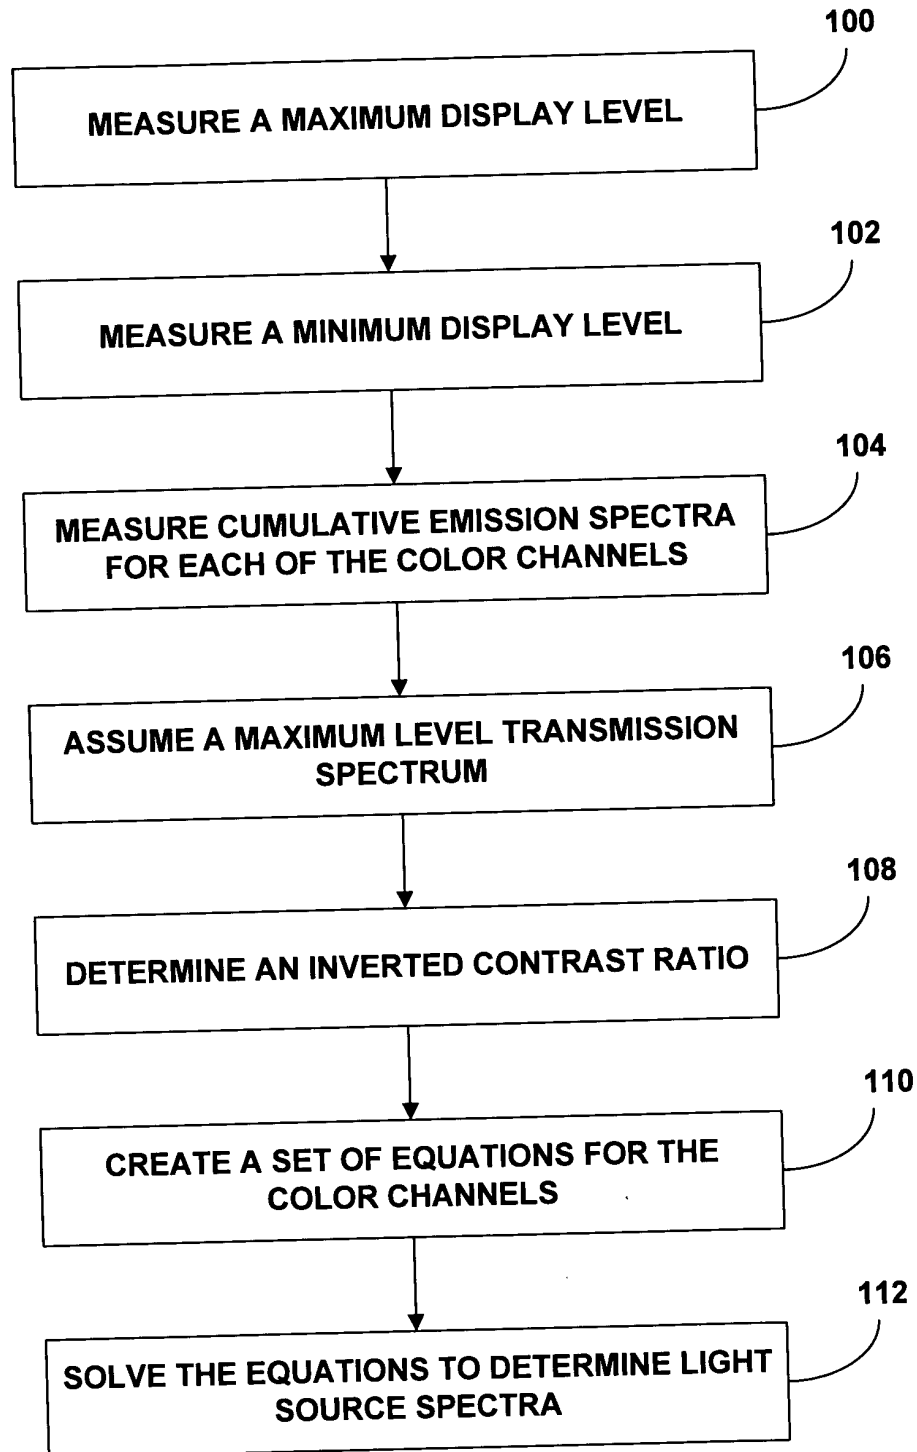 100
MEASURE A MAXIMUM DISPLAY LEVEL
102
MEASURE A MINIMUM DISPLAY LEVEL
104
MEASURE CUMULATIVE EMISSION SPECTRA
FOR EACH OF THE COLOR CHANNELS
106
ASSUME A MAXIMUM LEVEL TRANSMISSION
SPECTRUM
108
DETERMINE AN INVERTED CONTRAST RATIO
110
CREATE A SET OF EQUATIONS FOR THE
COLOR CHANNELS
112
SOLVE THE EQUATIONS TO DETERMINE LIGHT
SOURCE SPECTRA